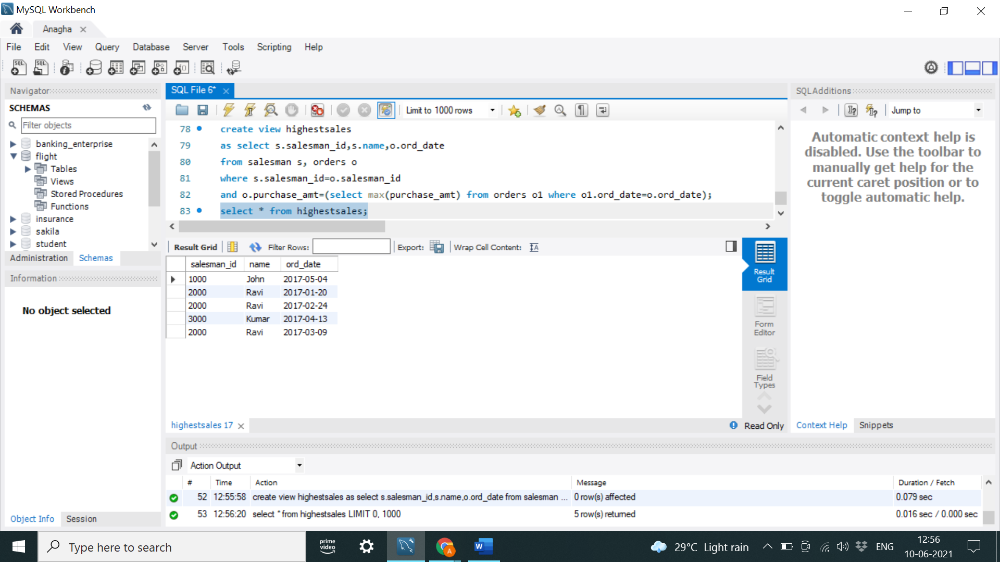 MySQL Workbench
Anagha
File Edit View Query Database Server Tools Scripting Help
Navigator
SCHEMAS
Filter objects
banking_enterprise
flight
Tables
Views
Stored Procedures
Functions
insurance
sakila
student
Administration Schemas
Information
No object selected
Object Info Session
SQL File 6*
Limit to 1000 rows
78 create view highestsales
79 as select s.salesman_id,s.name,o.ord_date
80 from salesman s, orders o
81 where s.salesman_id=o.salesman_id
82 and o.purchase_amt=(select max(purchase_amt) from orders o1 where o1.ord_date=o.ord_date);
83 select * from highestsales;
Result Grid Filter Rows: Export: Wrap Cell Content:
salesman_id name ord_date
1000 John 2017-05-04
2000 Ravi 2017-01-20
2000 Ravi 2017-02-24
3000 Kumar 2017-04-13
2000 Ravi 2017-03-09
Result
Grid
Form
Editor
Field
Types
highestsales 17
Read Only
SQLAdditions
Jump to
Automatic context help is
disabled. Use the toolbar to
manually get help for the
current caret position or to
toggle automatic help.
Context Help Snippets
Output
Action Output
# Time Action Message Duration / Fetch
52 12:55:58 create view highestsales as select s.salesman_id,s.name,o.ord_date from salesman ... 0 row(s) affected 0.079 sec
53 12:56:20 select * from highestsales LIMIT 0, 1000 5 row(s) returned 0.016 sec / 0.000 sec
Type here to search
prime
video
29°C Light rain
ENG
12:56
10-06-2021